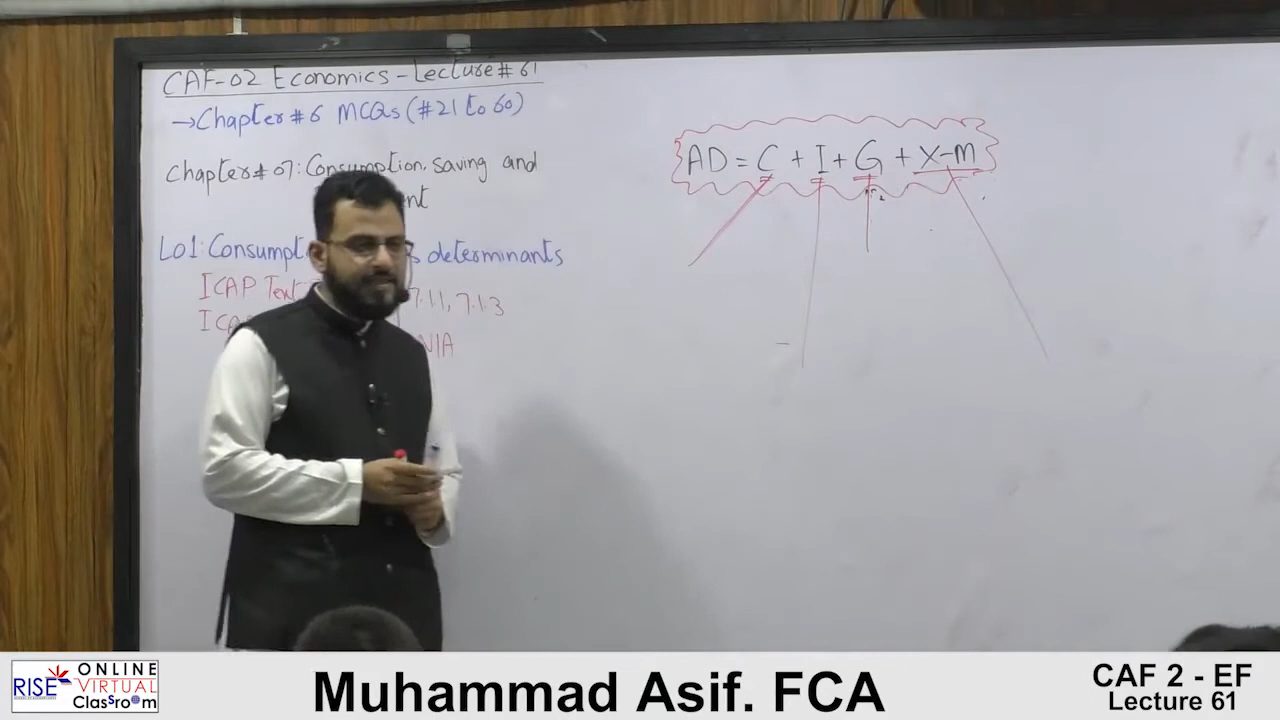 CAF-02 Economics - Lecture # 61
→ Chapter # 6 MCQs (#21 to 60)
Chapter # 07: Consumption, saving and
nt
LO1: Consumpt s determinants
ICAP Text 7.1.1, 7.1.3
ICA
N/A
AD = C + I + G + X-M
RISE
ONLINE
VIRTUAL
Classroom
Muhammad Asif. FCA
CAF 2 - EF
Lecture 61